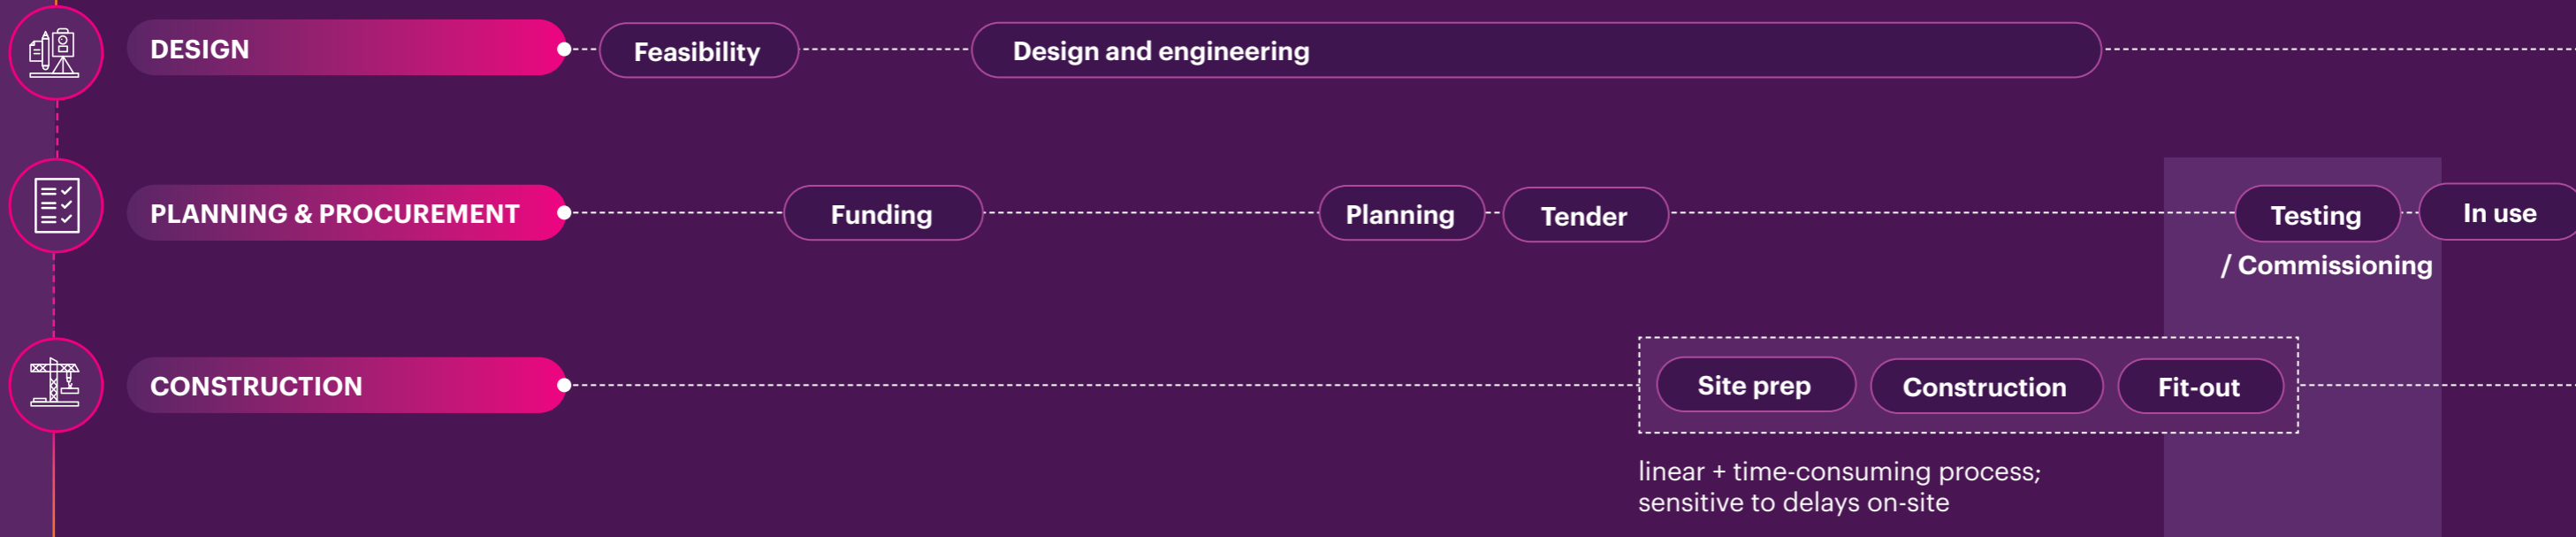 DESIGN
Feasibility
Design and engineering
PLANNING & PROCUREMENT
Funding
Planning
Tender
Testing
/ Commissioning
In use
CONSTRUCTION
Site prep
Construction
Fit-out
linear + time-consuming process;
sensitive to delays on-site